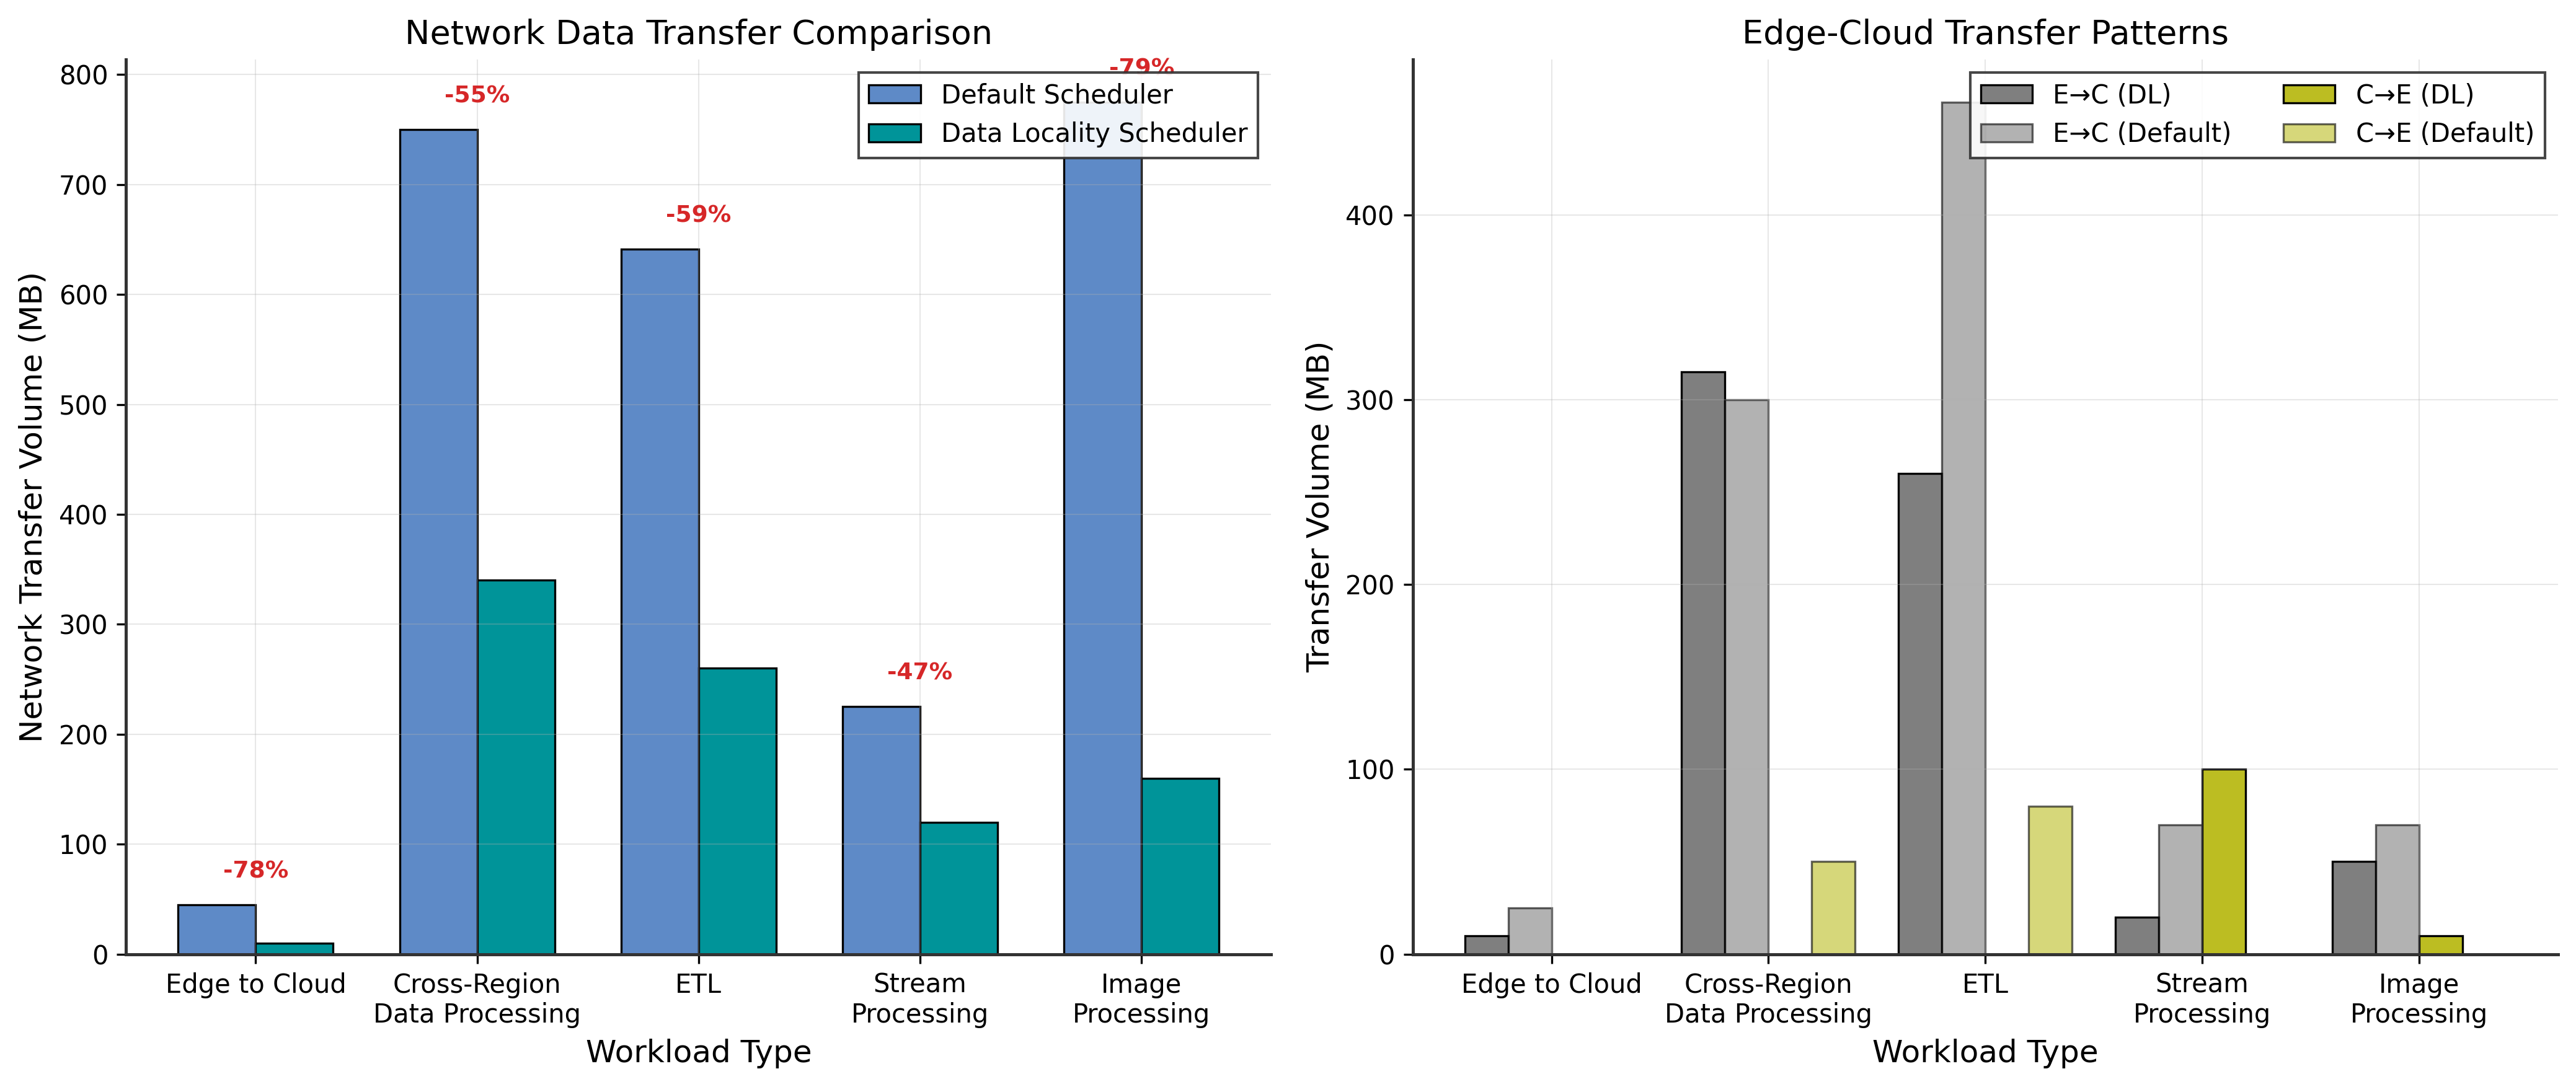 Network Data Transfer Comparison
Network Transfer Volume (MB)
800
700
600
500
400
300
200
100
0
-78%
-55%
-59%
-47%
-79%
Default Scheduler
Data Locality Scheduler
Edge to Cloud
Cross-Region
Data Processing
ETL
Stream
Processing
Image
Processing
Workload Type
Edge-Cloud Transfer Patterns
Transfer Volume (MB)
400
300
200
100
0
E→C (DL)
E→C (Default)
C→E (DL)
C→E (Default)
Edge to Cloud
Cross-Region
Data Processing
ETL
Stream
Processing
Image
Processing
Workload Type